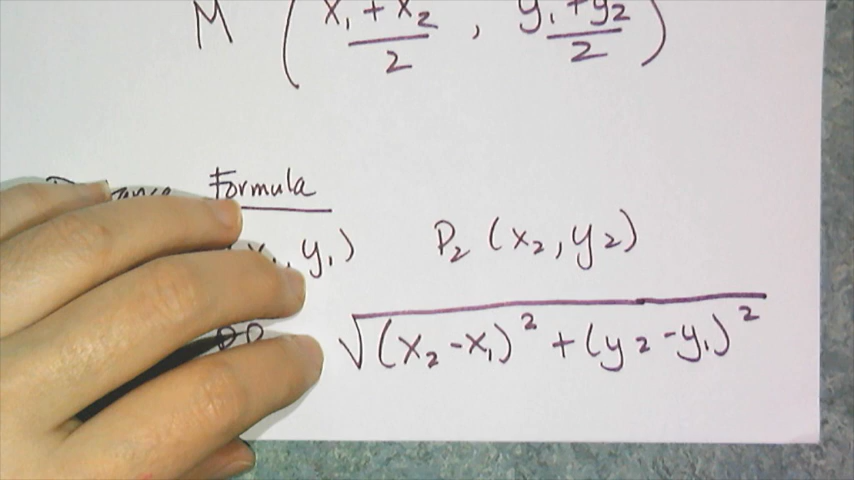 M ( x₁ + x₂ / 2 , y₁ + y₂ / 2 )
Formula
y₁) P₂ (x₂, y₂)
√(x₂ - x₁)² + (y₂ - y₁)²